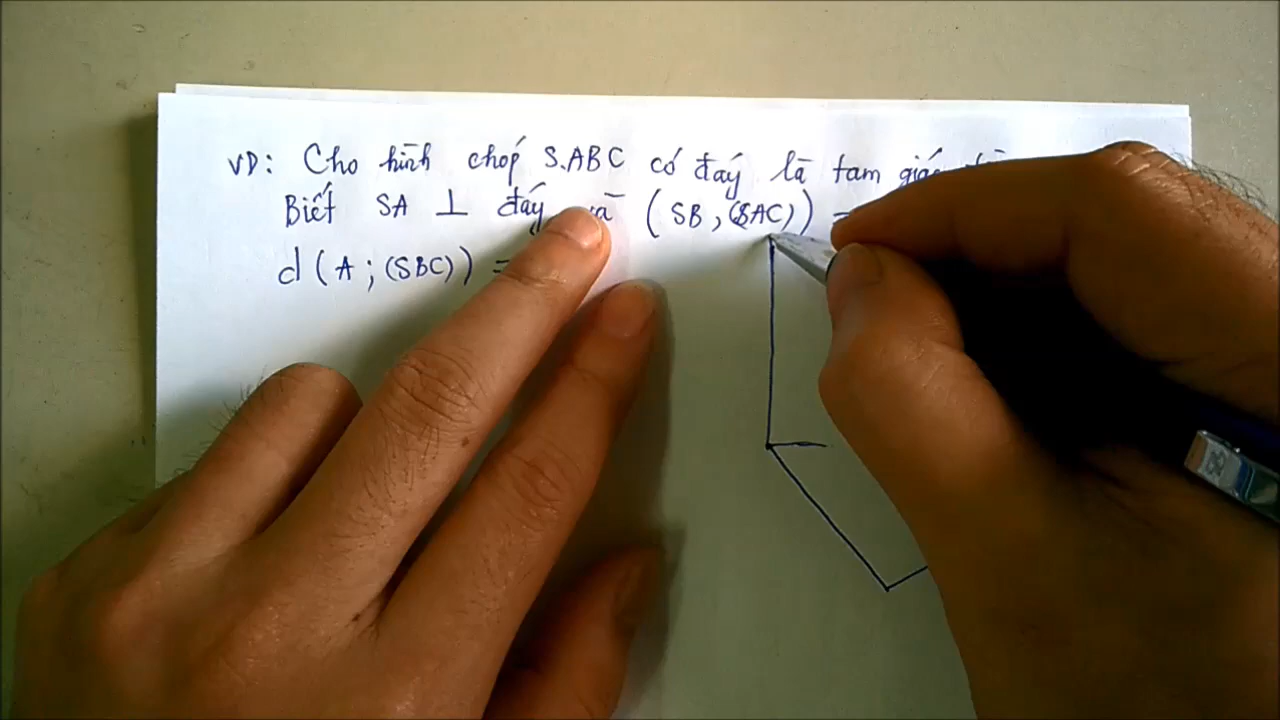 VD: Cho hình chóp S.ABC có đáy là tam giác
Biết SA ⊥ đáy và (SB, (SAC)) =
d(A; (SBC)) =